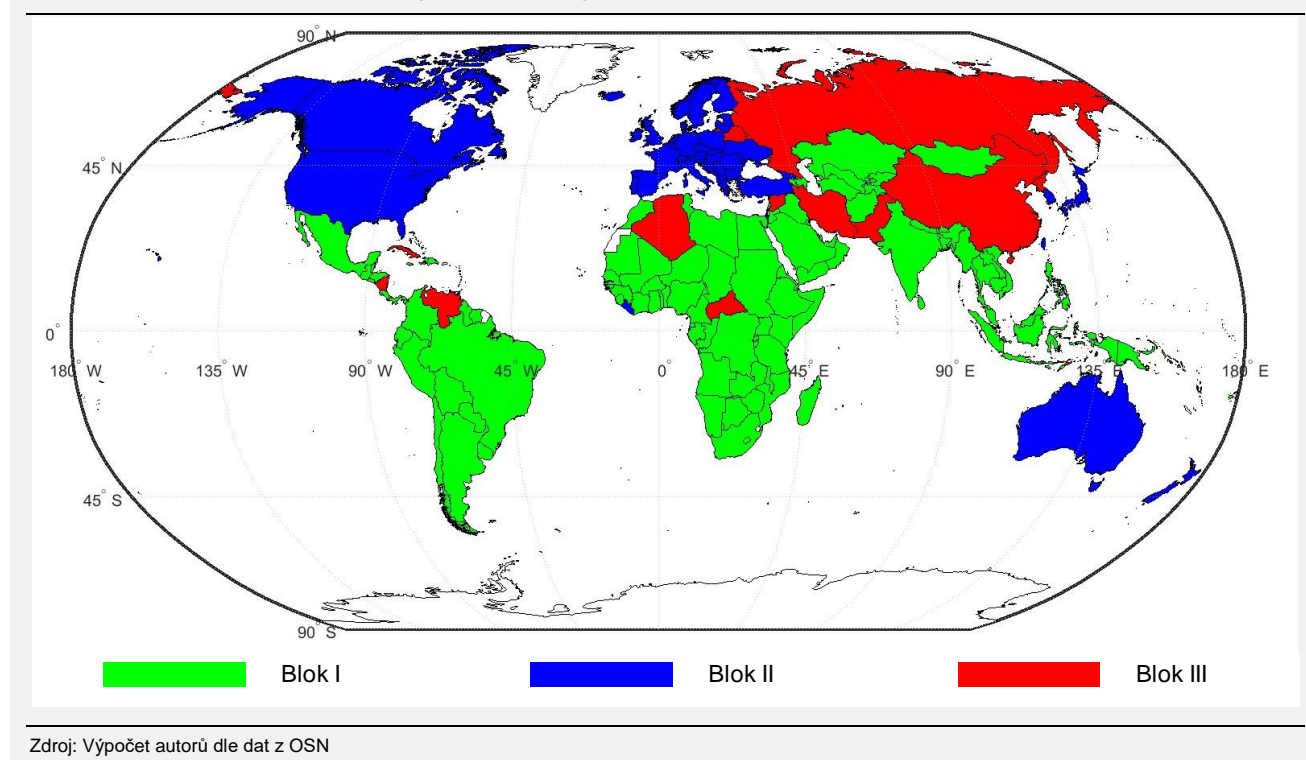 90° N
45° N
0°
180° W 135° W 90° W 45° W 0° 45° E 90° E 135° E 180° E
45° S
90° S
Blok I Blok II Blok III
Zdroj: Výpočet autorů dle dat z OSN